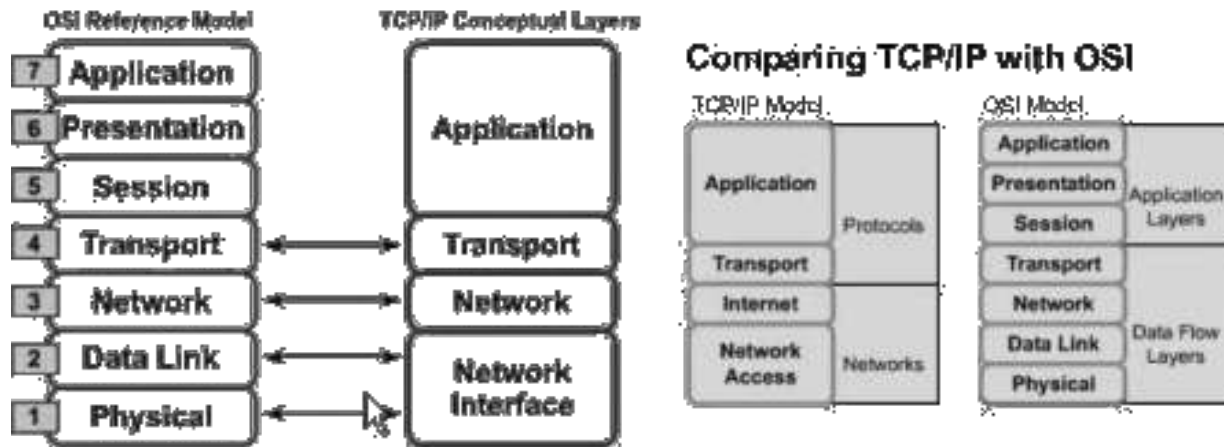 OSI Reference Model
TCP/IP Conceptual Layers
7 Application
6 Presentation
5 Session
4 Transport
3 Network
2 Data Link
1 Physical
Application
Transport
Network
Network
Interface
Comparing TCP/IP with OSI
TCP/IP Model
Application
Transport
Internet
Network
Access
Protocols
Networks
OSI Model
Application
Presentation
Session
Transport
Network
Data Link
Physical
Application
Layers
Data Flow
Layers